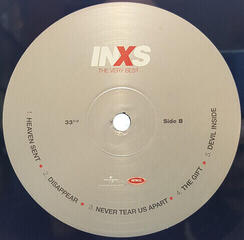 INXS
THE VERY BEST
33⅓
Side B
1. HEAVEN SENT • 2. DISAPPEAR • 3. NEVER TEAR US APART • 4. THE GIFT • 5. DEVIL INSIDE